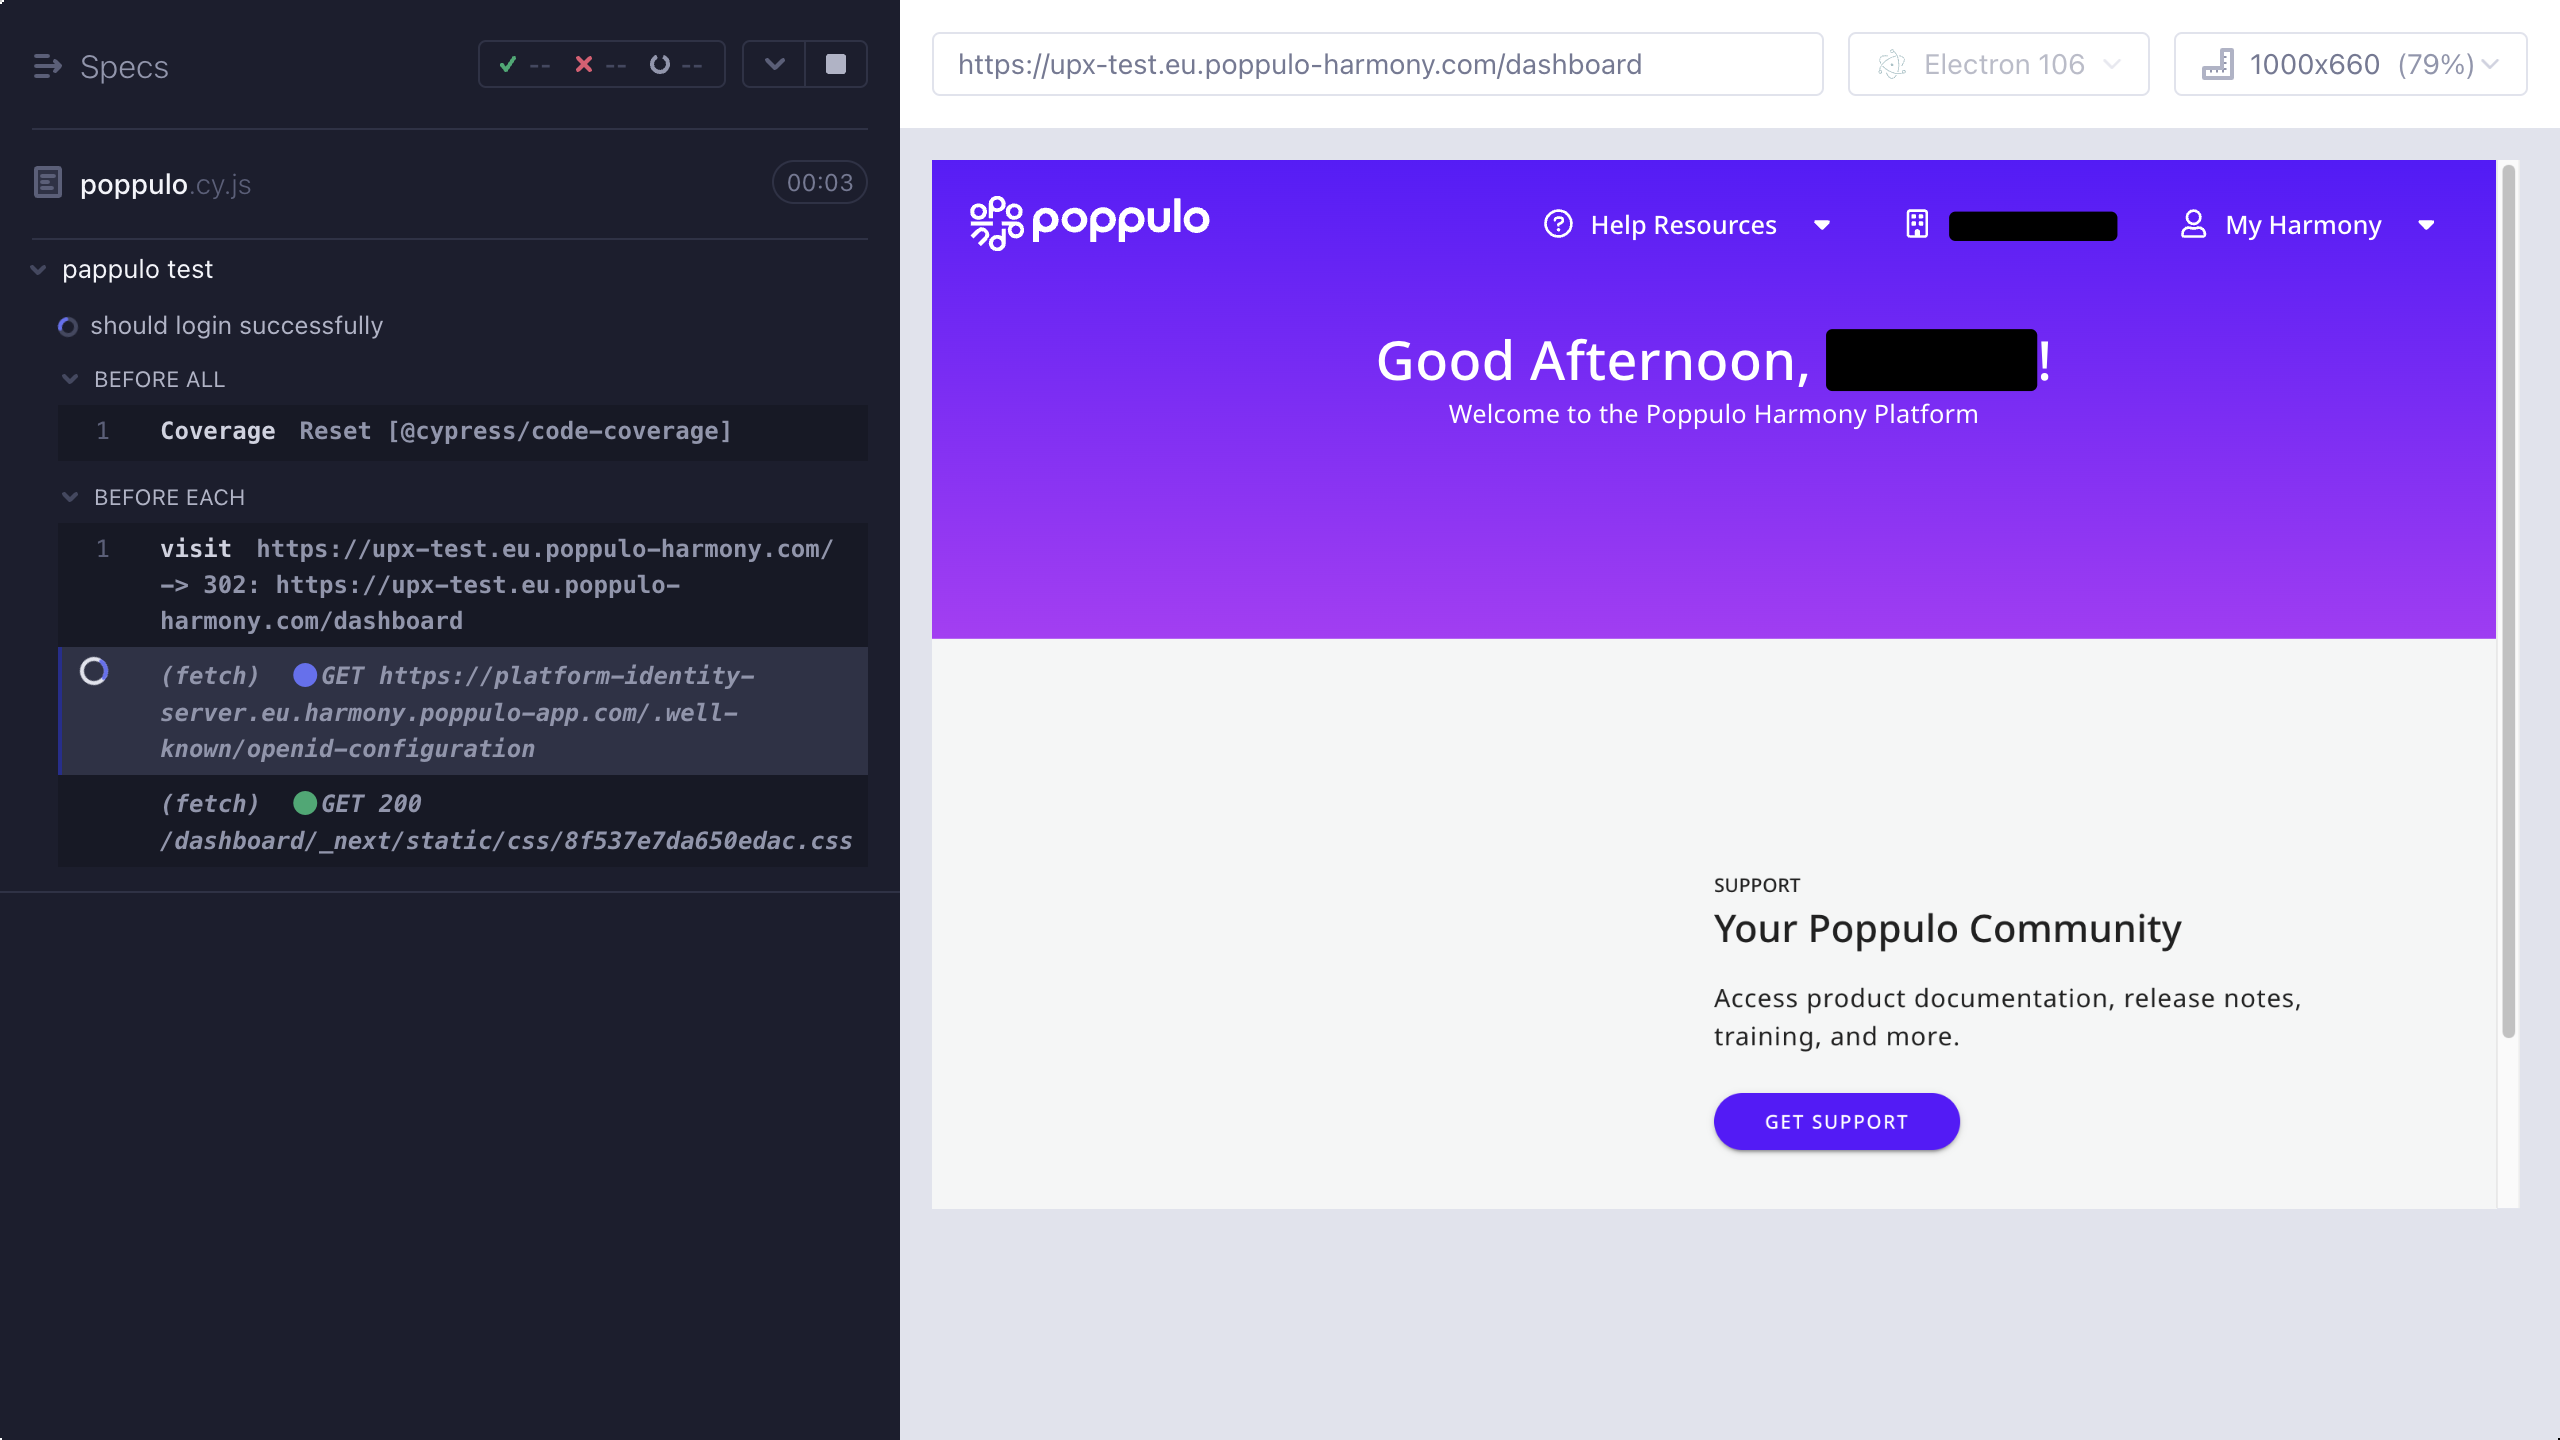 Specs
-- -- --
poppulo.cy.js
00:03
pappulo test
should login successfully
BEFORE ALL
1 Coverage Reset [@cypress/code-coverage]
BEFORE EACH
1 visit https://upx-test.eu.poppulo-harmony.com/
-> 302: https://upx-test.eu.poppulo-
harmony.com/dashboard
(fetch) GET https://platform-identity-
server.eu.harmony.poppulo-app.com/.well-
known/openid-configuration
(fetch) GET 200
/dashboard/_next/static/css/8f537e7da650edac.css
https://upx-test.eu.poppulo-harmony.com/dashboard
Electron 106
1000x660 (79%)
poppulo
Help Resources
My Harmony
Good Afternoon, !
Welcome to the Poppulo Harmony Platform
SUPPORT
Your Poppulo Community
Access product documentation, release notes,
training, and more.
GET SUPPORT